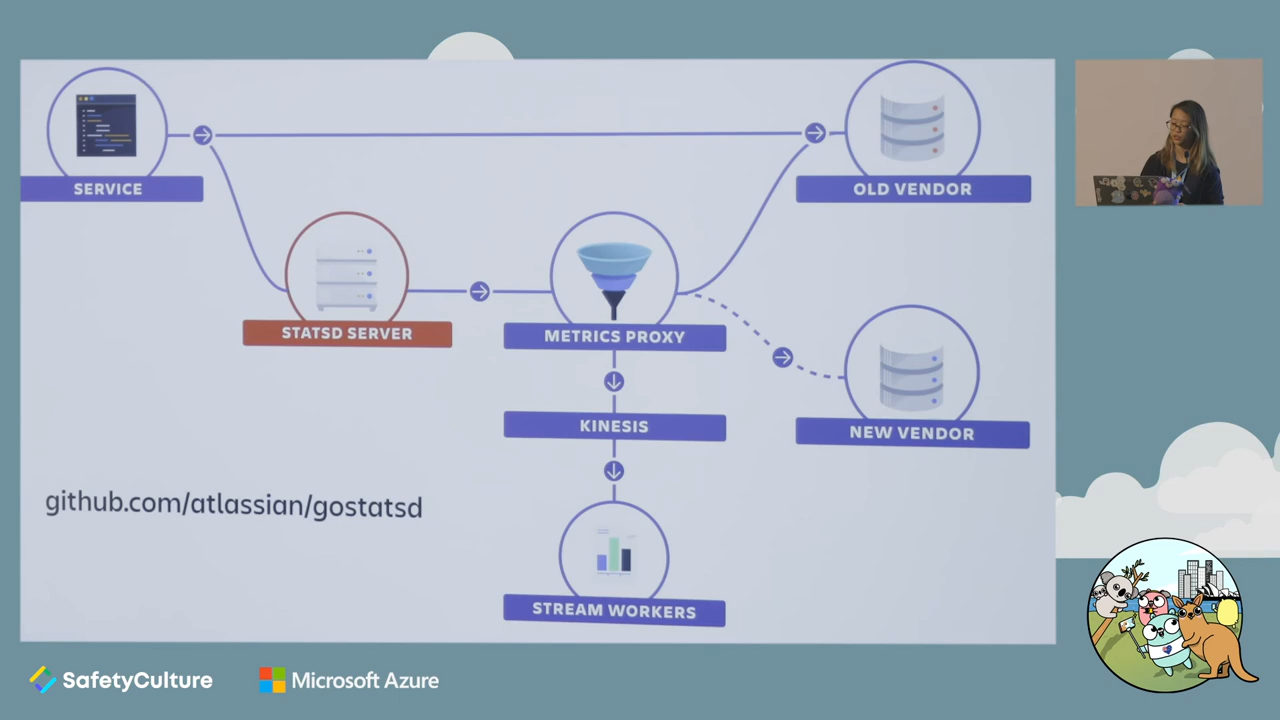 SERVICE
OLD VENDOR
STATSD SERVER
METRICS PROXY
KINESIS
NEW VENDOR
github.com/atlassian/gostatsd
STREAM WORKERS
SafetyCulture
Microsoft Azure